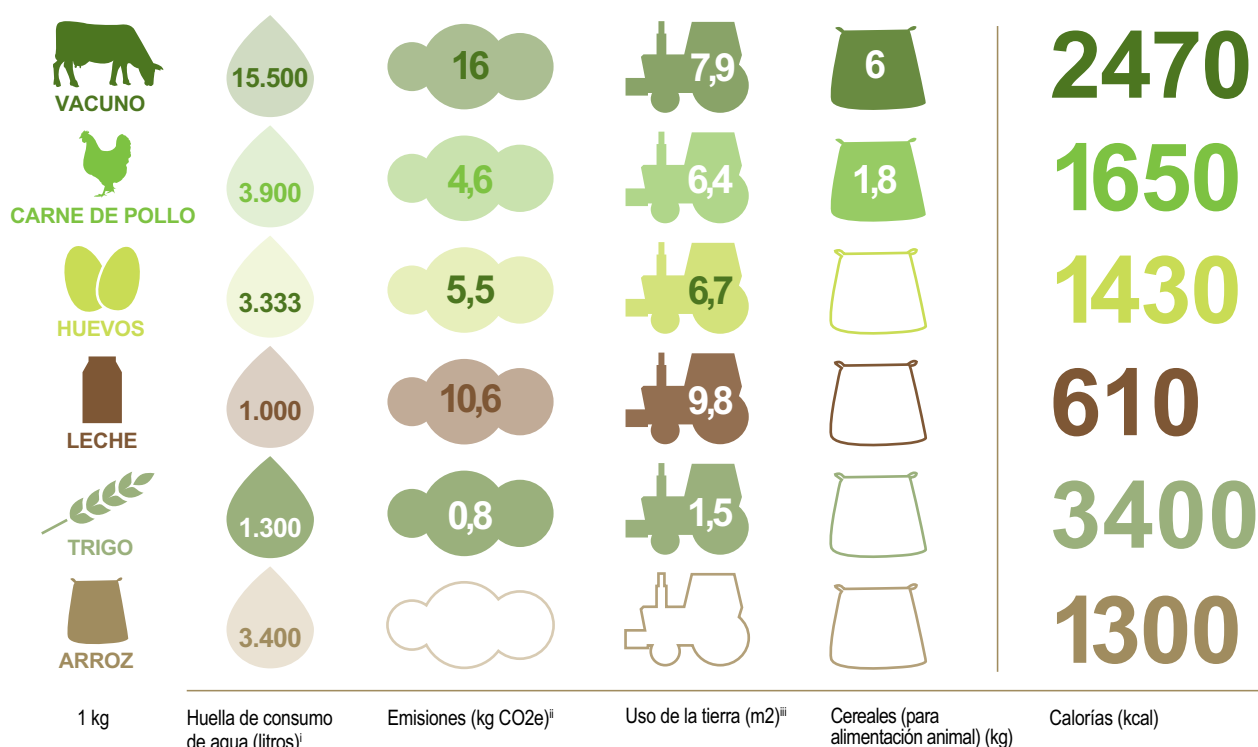 VACUNO
15.500
16
7,9
6
2470
CARNE DE POLLO
3.900
4,6
6,4
1,8
1650
HUEVOS
3.333
5,5
6,7
1430
LECHE
1.000
10,6
9,8
610
TRIGO
1.300
0,8
1,5
3400
ARROZ
3.400
1300
1 kg
Huella de consumo
de agua (litros)ⁱ
Emisiones (kg CO2e)ⁱⁱ
Uso de la tierra (m2)ⁱⁱⁱ
Cereales (para
alimentación animal) (kg)
Calorías (kcal)